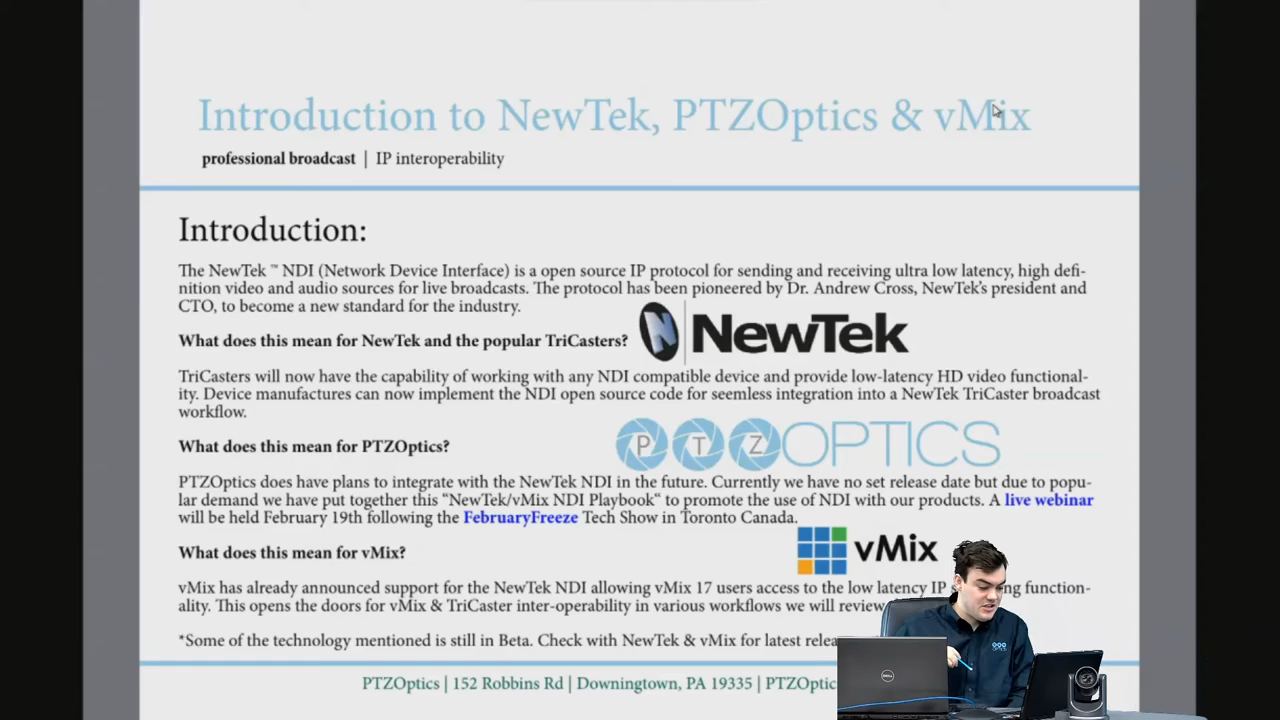 Introduction to NewTek, PTZOptics & vMix
professional broadcast | IP interoperability
Introduction:
The NewTek ™ NDI (Network Device Interface) is a open source IP protocol for sending and receiving ultra low latency, high defi-
nition video and audio sources for live broadcasts. The protocol has been pioneered by Dr. Andrew Cross, NewTek's president and
CTO, to become a new standard for the industry.
What does this mean for NewTek and the popular TriCasters?
N NewTek
TriCasters will now have the capability of working with any NDI compatible device and provide low-latency HD video functional-
ity. Device manufactures can now implement the NDI open source code for seemless integration into a NewTek TriCaster broadcast
workflow.
What does this mean for PTZOptics?
PTZOPTICS
PTZOptics does have plans to integrate with the NewTek NDI in the future. Currently we have no set release date but due to popu-
lar demand we have put together this “NewTek/vMix NDI Playbook“ to promote the use of NDI with our products. A live webinar
will be held February 19th following the FebruaryFreeze Tech Show in Toronto Canada.
What does this mean for vMix?
vMix
vMix has already announced support for the NewTek NDI allowing vMix 17 users access to the low latency IP function-
ality. This opens the doors for vMix & TriCaster inter-operability in various workflows we will review
*Some of the technology mentioned is still in Beta. Check with NewTek & vMix for latest
PTZOptics | 152 Robbins Rd | Downingtown, PA 19335 |